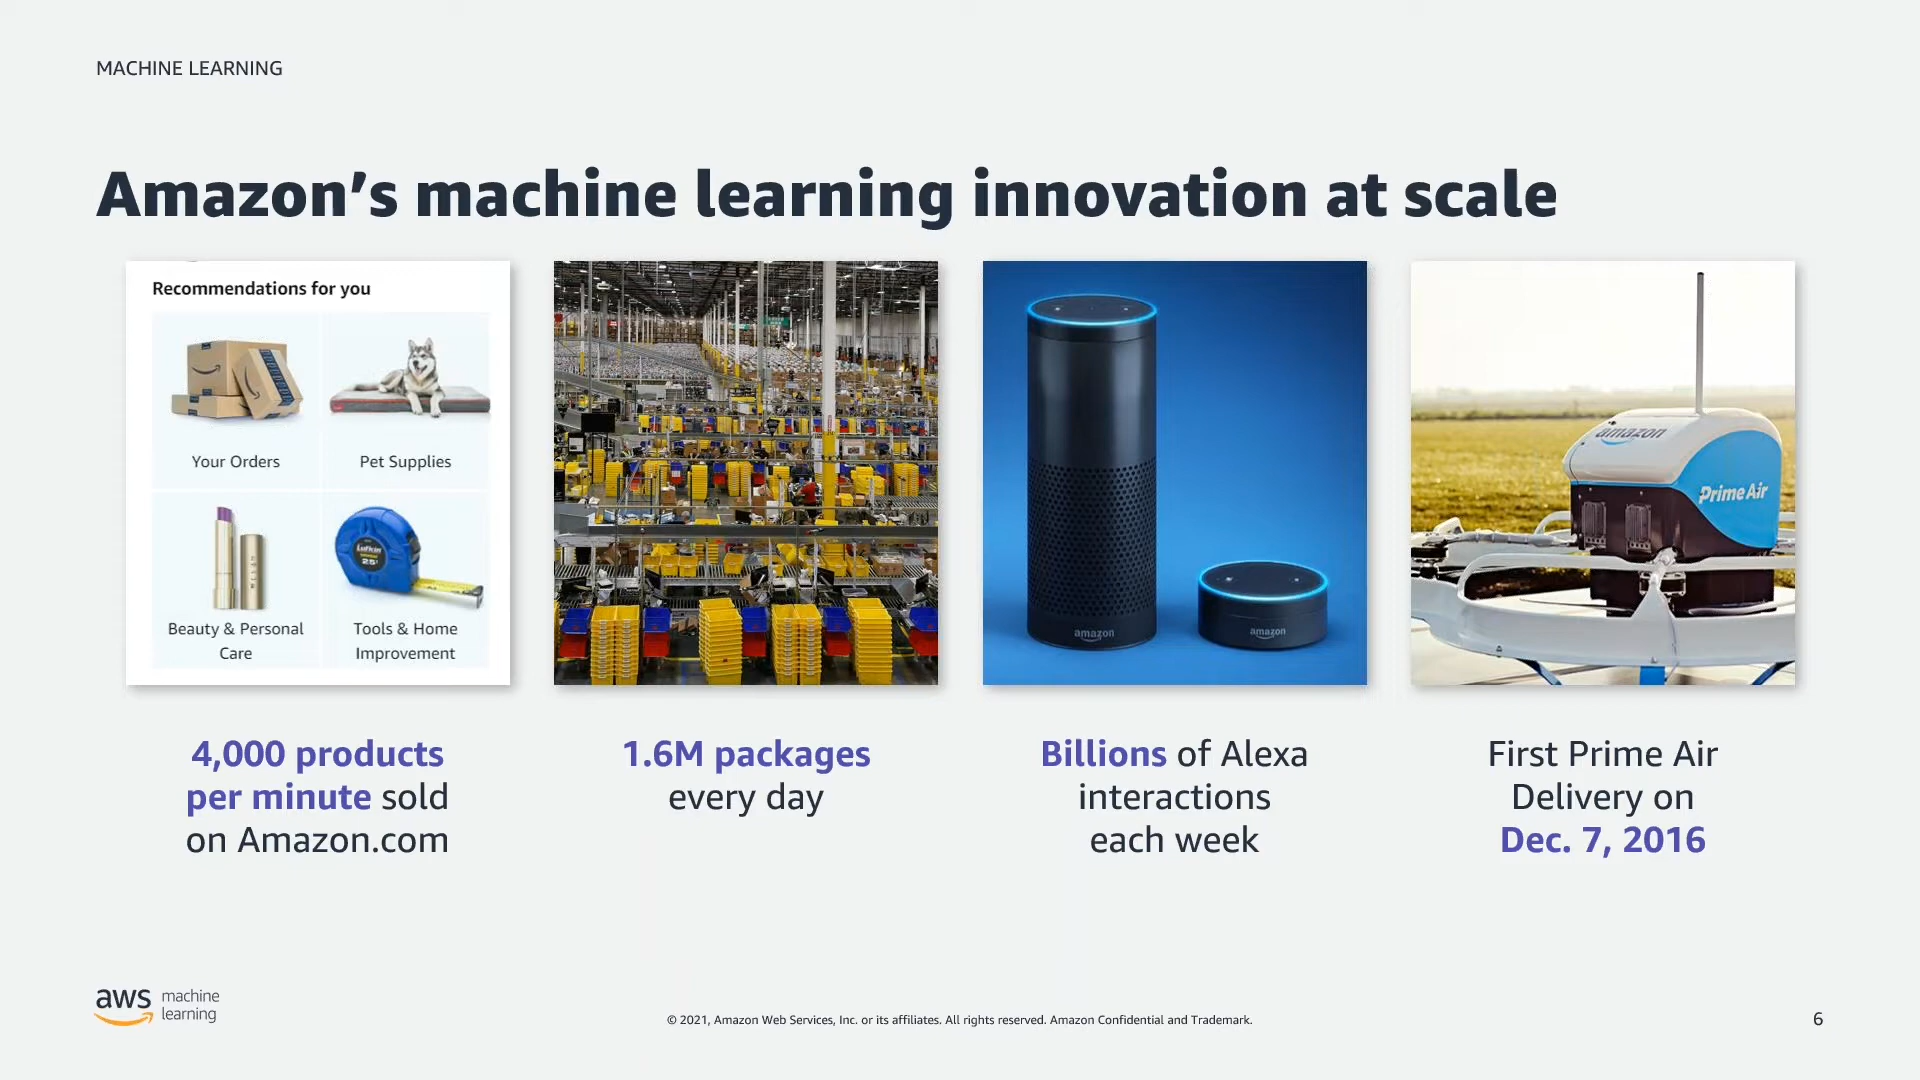 MACHINE LEARNING
Amazon’s machine learning innovation at scale
Recommendations for you
Your Orders
Pet Supplies
Lufkin
25'
Beauty & Personal
Care
Tools & Home
Improvement
amazon
amazon
amazon
Prime Air
4,000 products
per minute sold
on Amazon.com
1.6M packages
every day
Billions of Alexa
interactions
each week
First Prime Air
Delivery on
Dec. 7, 2016
aws machine
learning
© 2021, Amazon Web Services, Inc. or its affiliates. All rights reserved. Amazon Confidential and Trademark.
6